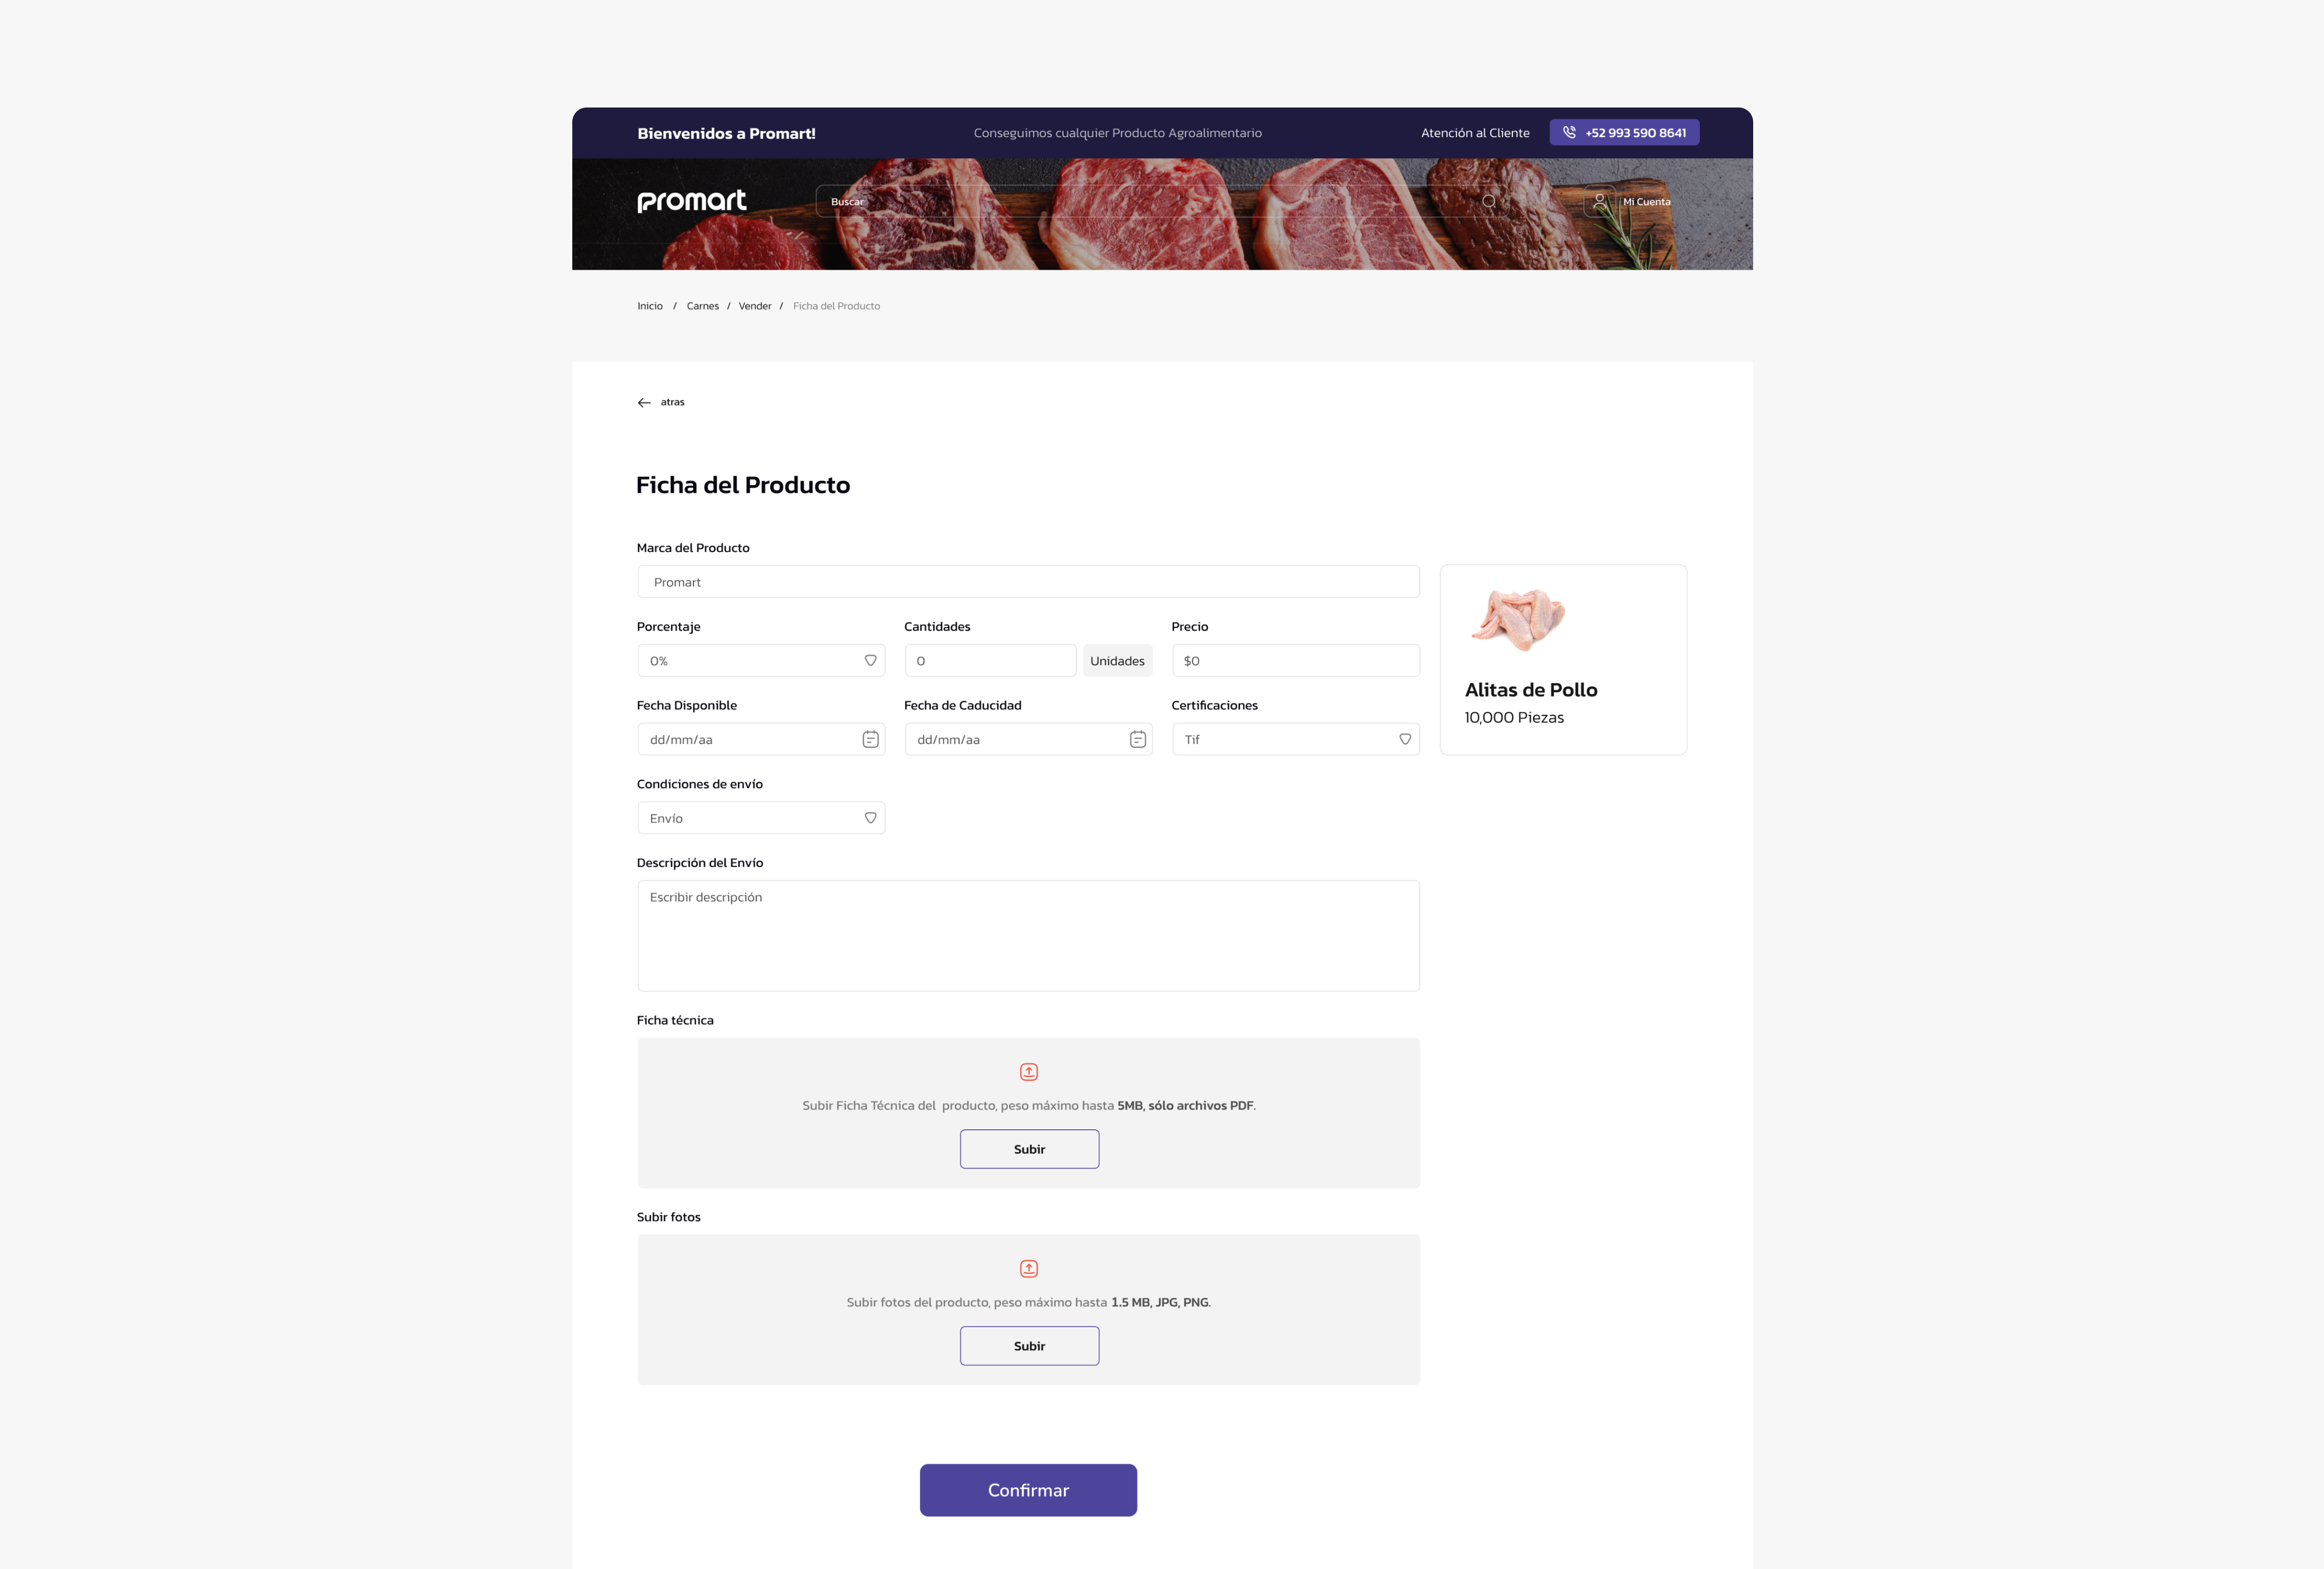 Bienvenidos a Promart!
Conseguimos cualquier Producto Agroalimentario
Atención al Cliente
+52 993 590 8641
promart
Buscar
Mi Cuenta
Inicio / Carnes / Vender / Ficha del Producto
atras
Ficha del Producto
Marca del Producto
Promart
Porcentaje
0%
Cantidades
0
Unidades
Precio
$0
Fecha Disponible
dd/mm/aa
Fecha de Caducidad
dd/mm/aa
Certificaciones
Tif
Alitas de Pollo
10,000 Piezas
Condiciones de envío
Envío
Descripción del Envío
Escribir descripción
Ficha técnica
Subir Ficha Técnica del producto, peso máximo hasta 5MB, sólo archivos PDF.
Subir
Subir fotos
Subir fotos del producto, peso máximo hasta 1.5 MB, JPG, PNG.
Subir
Confirmar